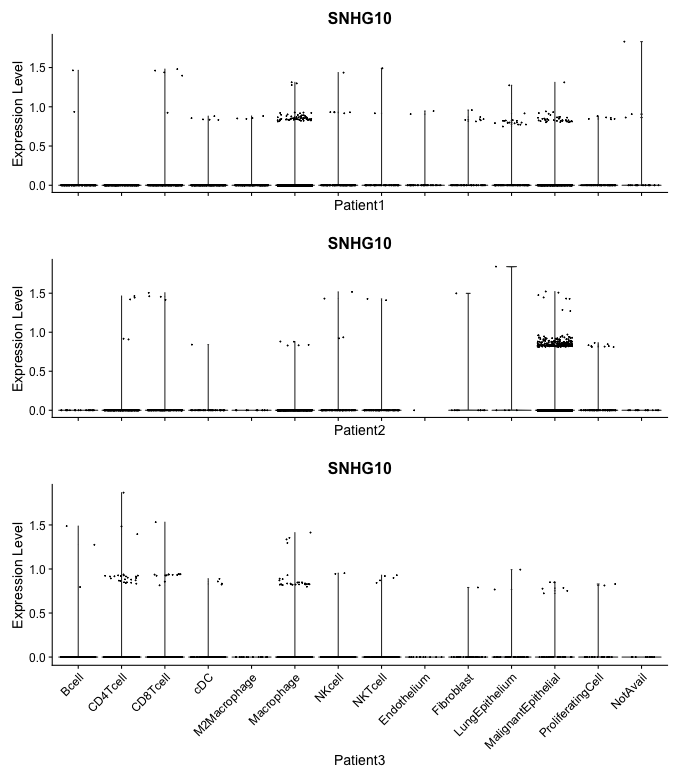 SNHG10
Expression Level
1.5
1.0
0.5
0.0
Patient1
SNHG10
Expression Level
1.5
1.0
0.5
0.0
Patient2
SNHG10
Expression Level
1.5
1.0
0.5
0.0
Bcell
CD4Tcell
CD8Tcell
cDC
M2Macrophage
Macrophage
NKcell
NKTcell
Endothelium
Fibroblast
LungEpithelium
MalignantEpithelial
ProliferatingCell
NotAvail
Patient3